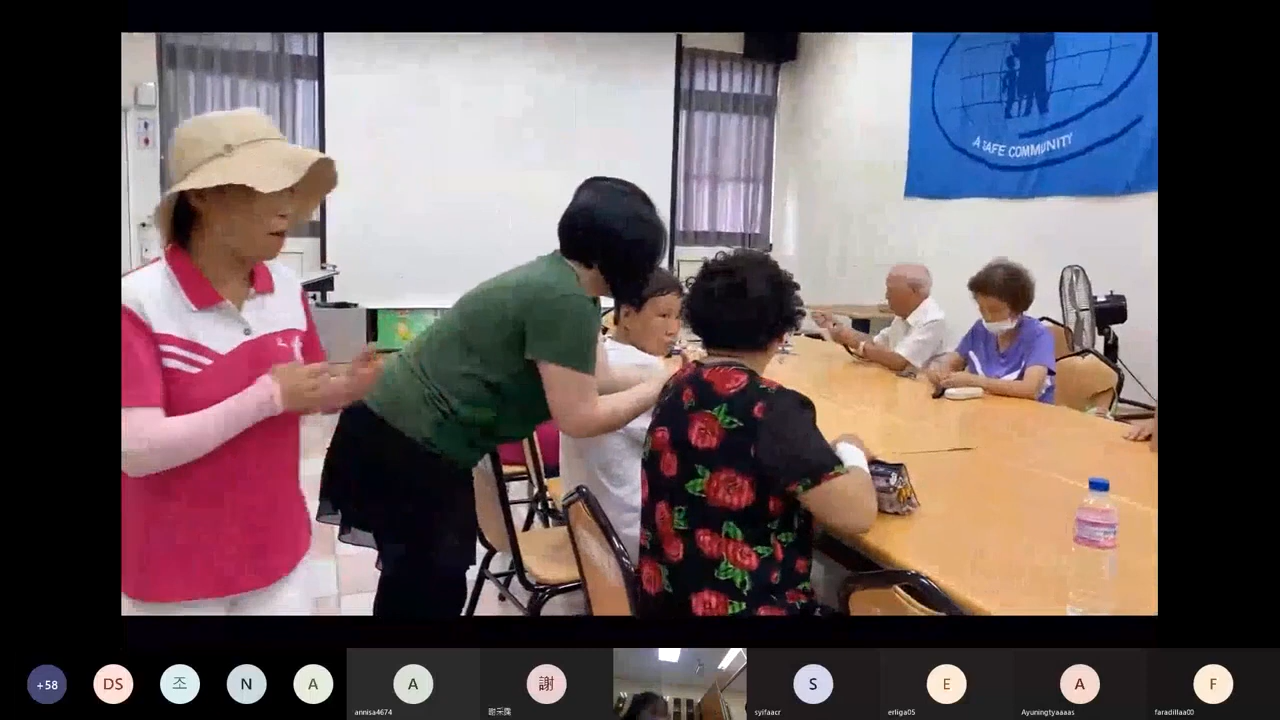 A SAFE COMMUNITY
+58
DS
조
N
A
A
annisa4674
謝
S
syifaacr
E
erliga05
A
Ayuningtyaaaas
F
faradillaa00